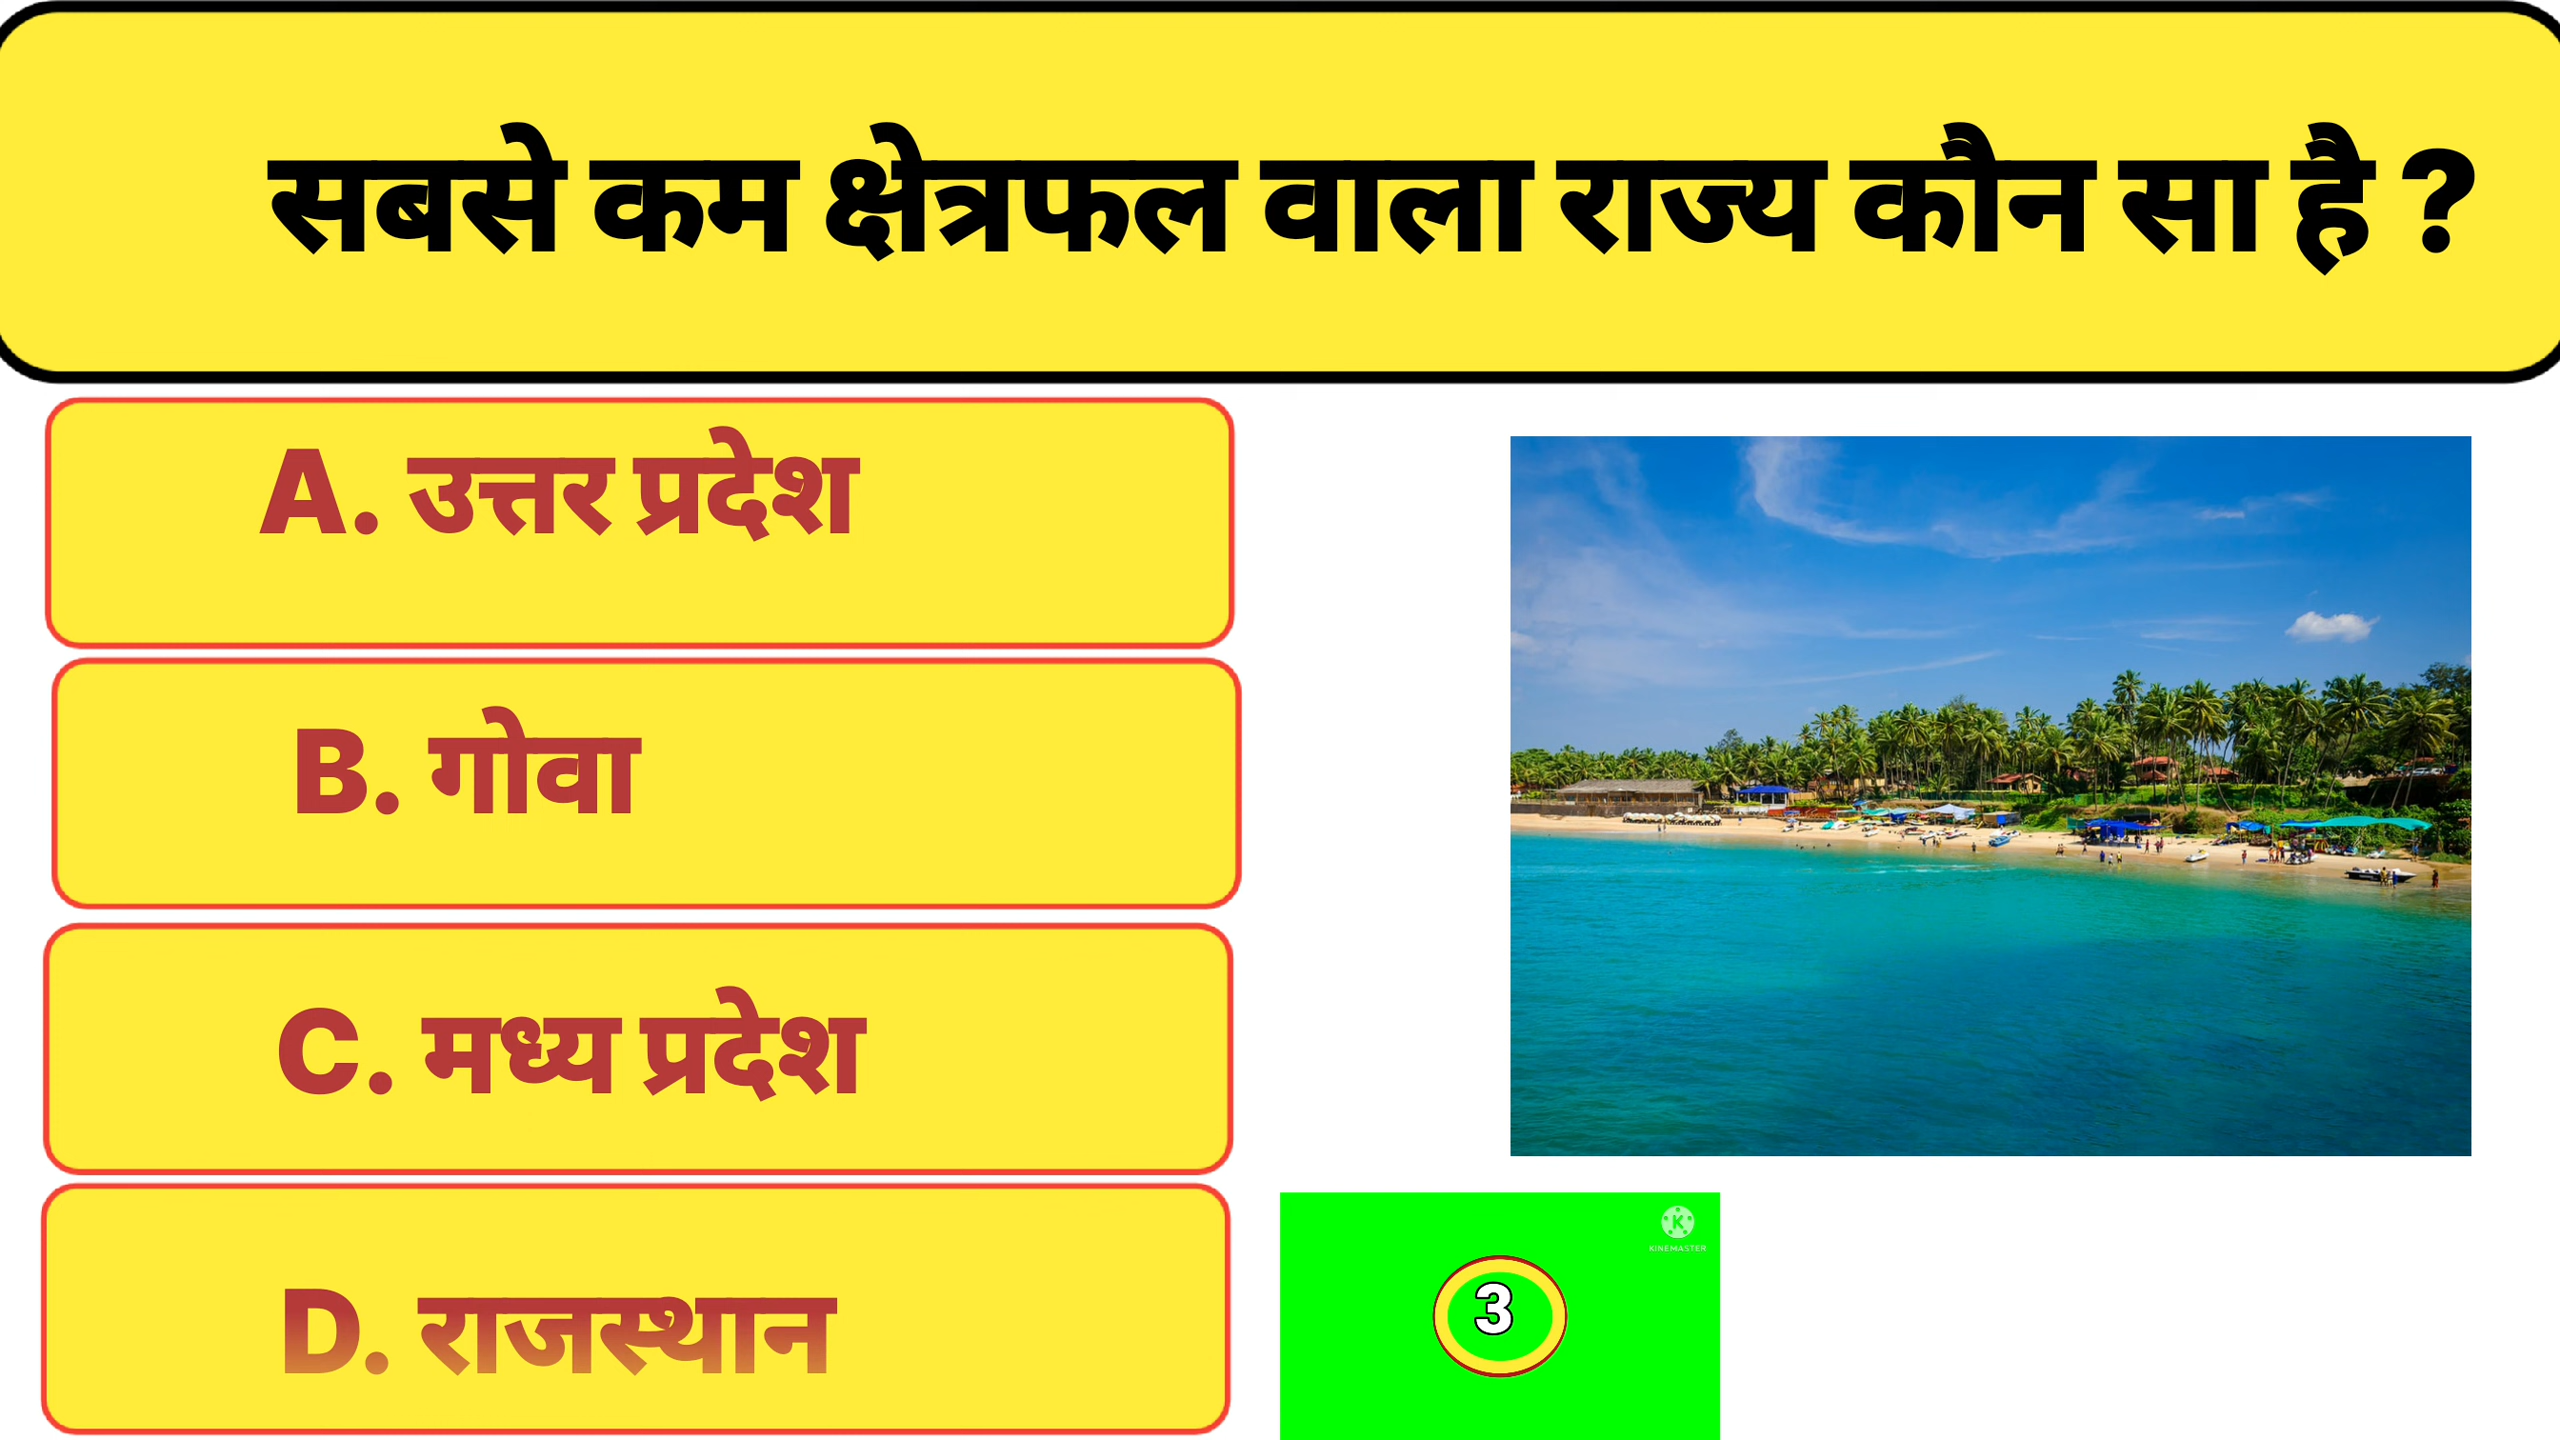 सबसे कम क्षेत्रफल वाला राज्य कौन सा है ?
A. उत्तर प्रदेश
B. गोवा
C. मध्य प्रदेश
D. राजस्थान
K
KINEMASTER
3